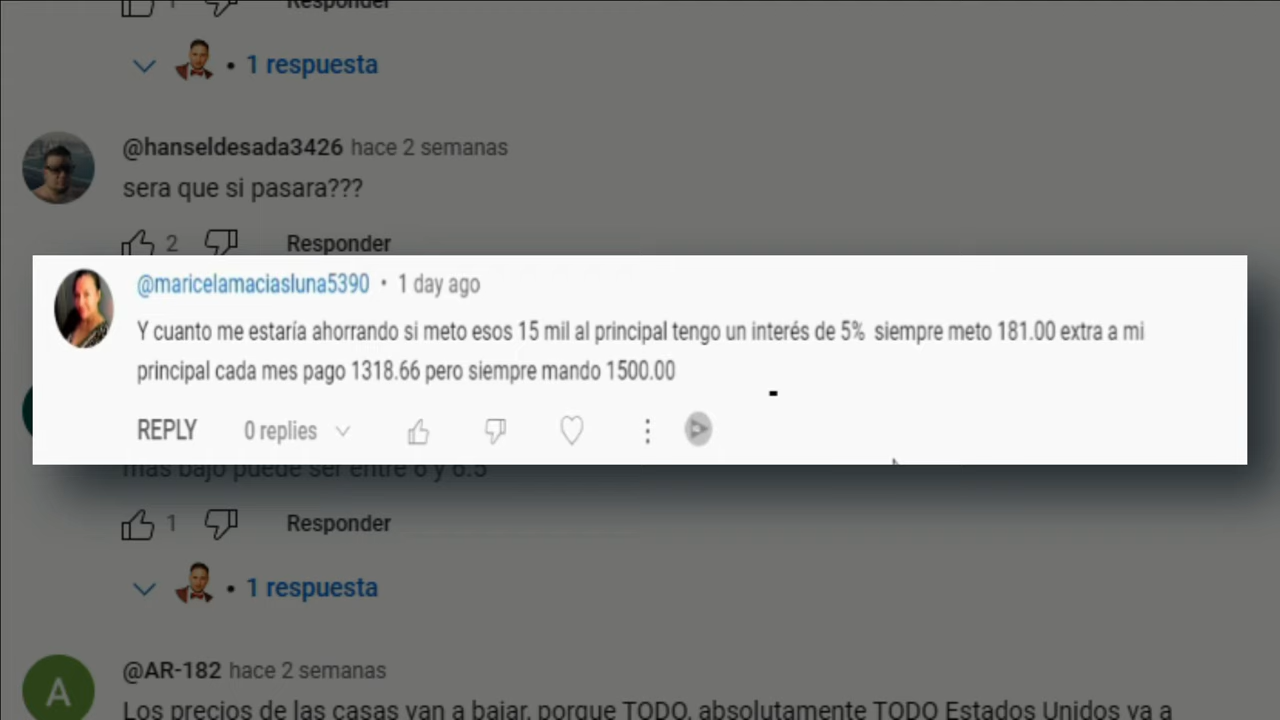 1 Responder
1 respuesta
@hanseldesada3426 hace 2 semanas
sera que si pasara???
2 Responder
@maricelamaciasluna5390 • 1 day ago
Y cuanto me estaría ahorrando si meto esos 15 mil al principal tengo un interés de 5% siempre meto 181.00 extra a mi
principal cada mes pago 1318.66 pero siempre mando 1500.00
REPLY 0 replies
mas bajo puede ser entre 6 y 6.5
1 Responder
1 respuesta
A
@AR-182 hace 2 semanas
Los precios de las casas van a bajar, porque TODO, absolutamente TODO Estados Unidos va a